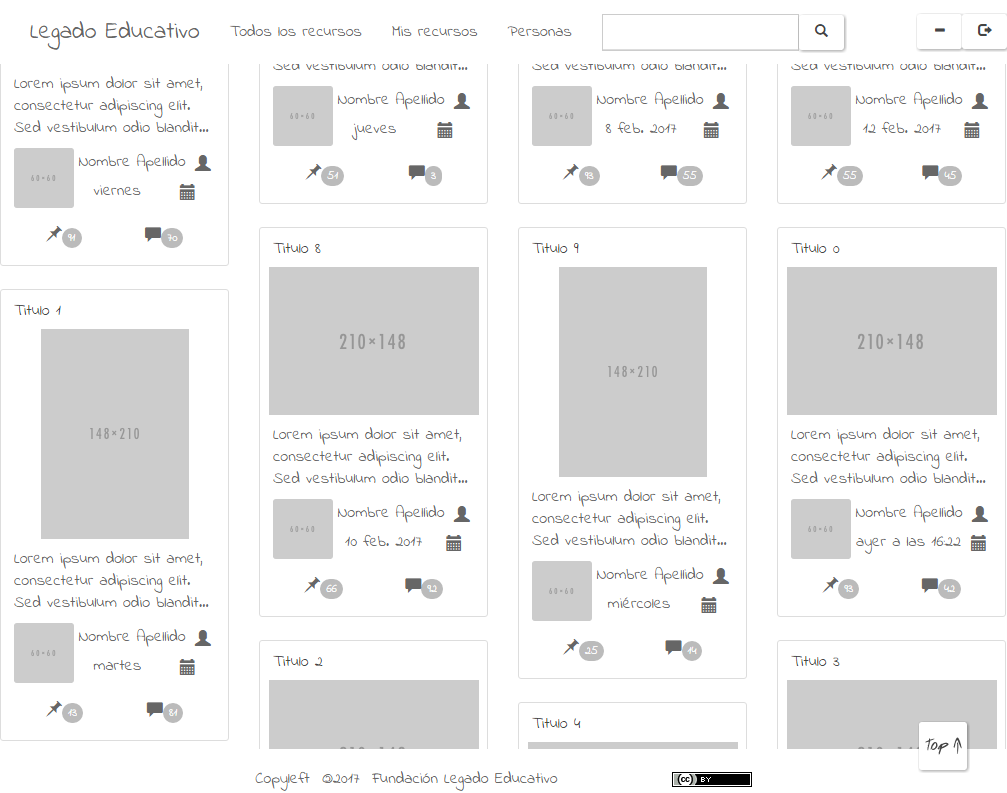 Legado Educativo Todos los recursos Mis recursos Personas
Lorem ipsum dolor sit amet,
consectetur adipiscing elit.
Sed vestibulum odio blandit...
60×60
Nombre Apellido
viernes
91 70
Titulo 1
148×210
Lorem ipsum dolor sit amet,
consectetur adipiscing elit.
Sed vestibulum odio blandit...
60×60
Nombre Apellido
martes
13 81
Sed vestibulum odio blandit...
60×60
Nombre Apellido
jueves
51 3
Titulo 8
210×148
Lorem ipsum dolor sit amet,
consectetur adipiscing elit.
Sed vestibulum odio blandit...
60×60
Nombre Apellido
10 feb. 2017
66 92
Titulo 2
Sed vestibulum odio blandit...
60×60
Nombre Apellido
8 feb. 2017
93 55
Titulo 9
148×210
Lorem ipsum dolor sit amet,
consectetur adipiscing elit.
Sed vestibulum odio blandit...
60×60
Nombre Apellido
miércoles
25 14
Titulo 4
Sed vestibulum odio blandit...
60×60
Nombre Apellido
12 feb. 2017
55 45
Titulo 0
210×148
Lorem ipsum dolor sit amet,
consectetur adipiscing elit.
Sed vestibulum odio blandit...
60×60
Nombre Apellido
ayer a las 16:22
93 42
Titulo 3
Top ↑
Copyleft ©2017 Fundación Legado Educativo
cc BY